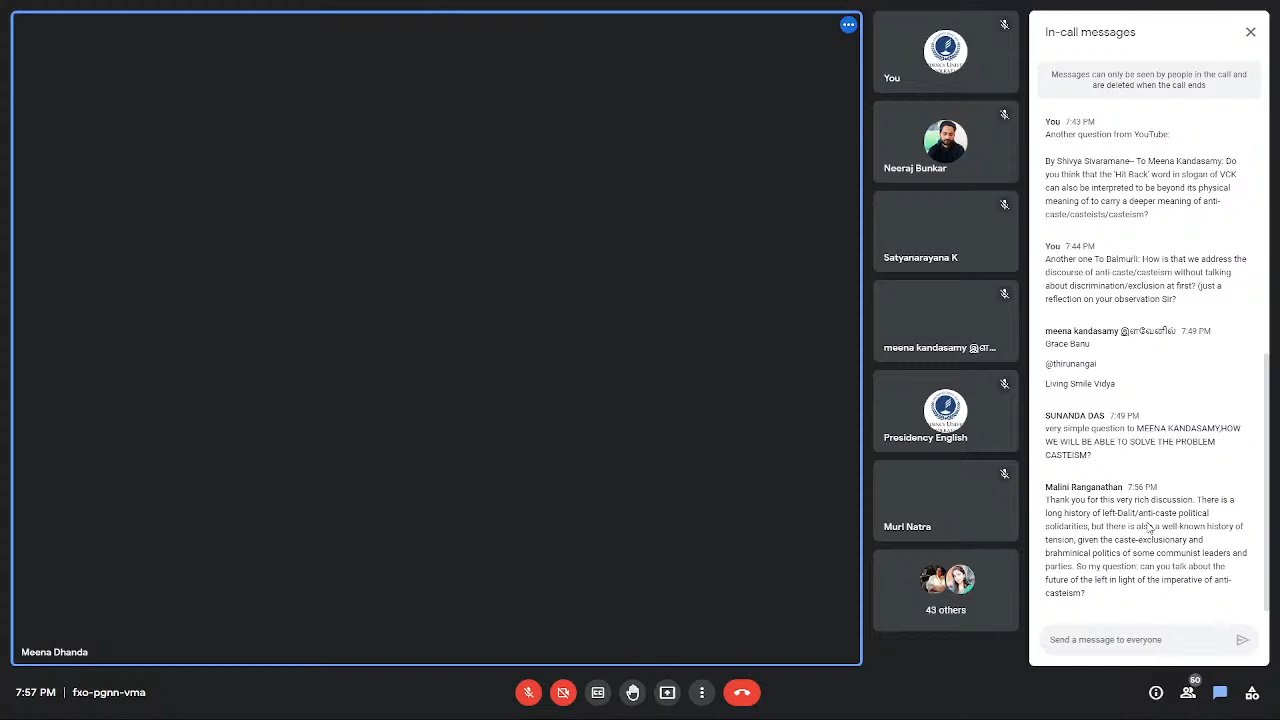 Meena Dhanda
You
Neeraj Bunkar
Satyanarayana K
meena kandasamy இள...
Presidency English
Murl Natra
43 others
In-call messages
Messages can only be seen by people in the call and
are deleted when the call ends
You 7:43 PM
Another question from YouTube:
By Shivya Sivaramane-- To Meena Kandasamy: Do
you think that the 'Hit Back' word in slogan of VCK
can also be interpreted to be beyond its physical
meaning of to carry a deeper meaning of anti-
caste/casteists/casteism?
You 7:44 PM
Another one To Balmurli: How is that we address the
discourse of anti-caste/casteism without talking
about discrimination/exclusion at first? (just a
reflection on your observation Sir?
meena kandasamy இளவேனில் 7:49 PM
Grace Banu
@thirunangai
Living Smile Vidya
SUNANDA DAS 7:49 PM
very simple question to MEENA KANDASAMY,HOW
WE WILL BE ABLE TO SOLVE THE PROBLEM
CASTEISM?
Malini Ranganathan 7:56 PM
Thank you for this very rich discussion. There is a
long history of left-Dalit/anti-caste political
solidarities, but there is also a well-known history of
tension, given the caste-exclusionary and
brahminical politics of some communist leaders and
parties. So my question: can you talk about the
future of the left in light of the imperative of anti-
casteism?
Send a message to everyone
7:57 PM | fxo-pgnn-vma
60